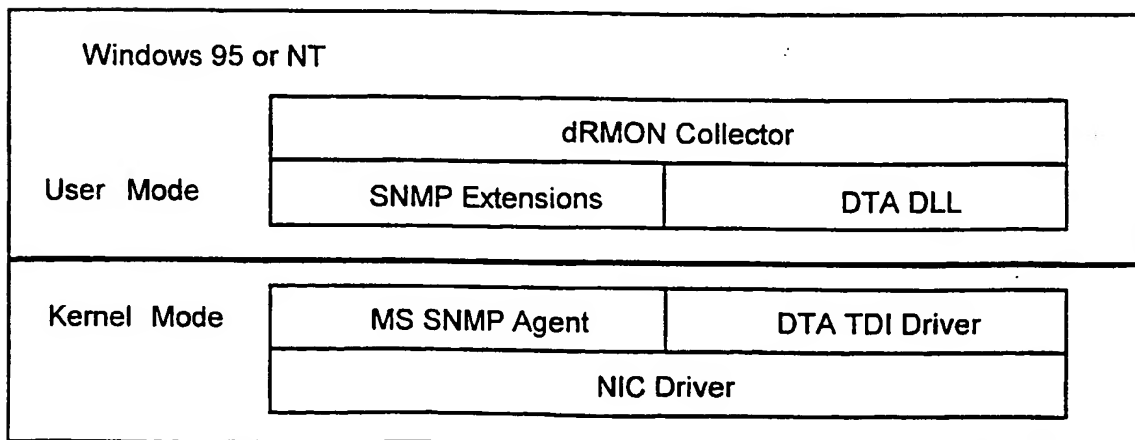 Windows 95 or NT
dRMON Collector
User Mode
SNMP Extensions
DTA DLL
Kernel Mode
MS SNMP Agent
DTA TDI Driver
NIC Driver